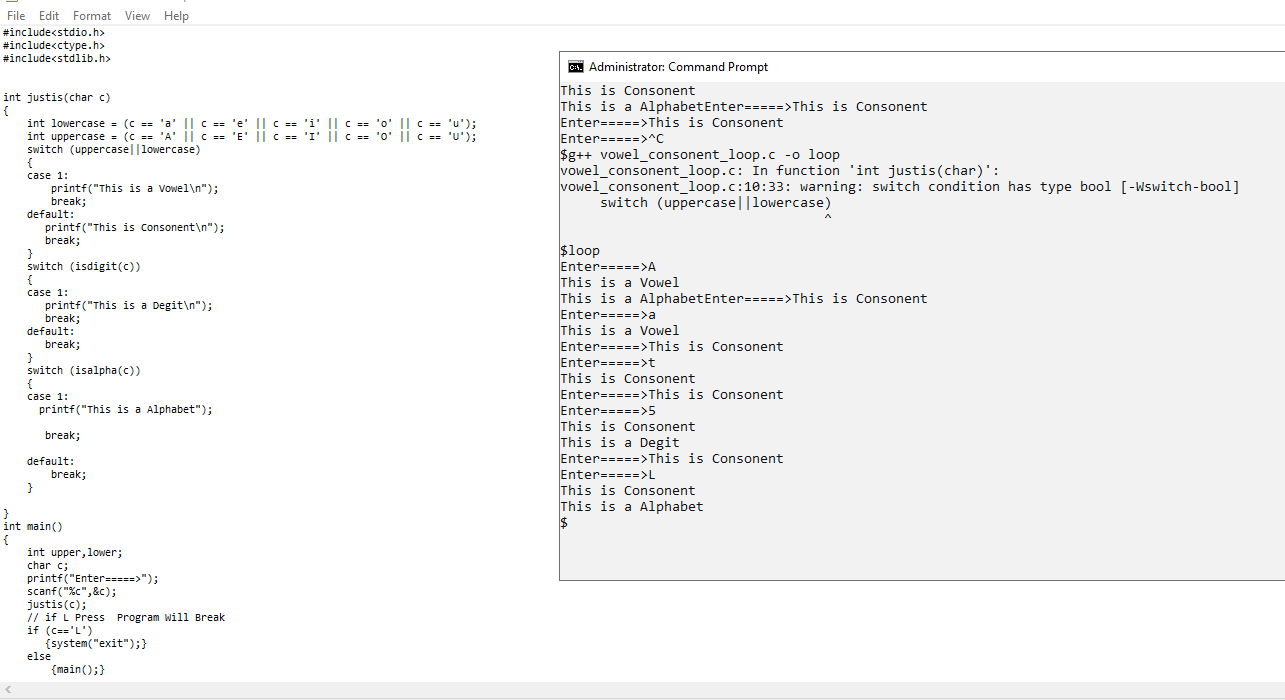 File Edit Format View Help
#include<stdio.h>
#include<ctype.h>
#include<stdlib.h>
int justis(char c)
{
int lowercase = (c == 'a' || c == 'e' || c == 'i' || c == 'o' || c == 'u');
int uppercase = (c == 'A' || c == 'E' || c == 'I' || c == 'O' || c == 'U');
switch (uppercase||lowercase)
{
case 1:
printf("This is a Vowel\n");
break;
default:
printf("This is Consonent\n");
break;
}
switch (isdigit(c))
{
case 1:
printf("This is a Degit\n");
break;
default:
break;
}
switch (isalpha(c))
{
case 1:
printf("This is a Alphabet");
break;
default:
break;
}
}
int main()
{
int upper,lower;
char c;
printf("Enter=====>");
scanf("%c",&c);
justis(c);
// if L Press  Program Will Break
if (c=='L')
{system("exit");}
else
{main();}
Administrator: Command Prompt
This is Consonent
This is a AlphabetEnter=====>This is Consonent
Enter=====>This is Consonent
Enter=====>^C
$g++ vowel_consonent_loop.c -o loop
vowel_consonent_loop.c: In function 'int justis(char)':
vowel_consonent_loop.c:10:33: warning: switch condition has type bool [-Wswitch-bool]
switch (uppercase||lowercase)
^
$loop
Enter=====>A
This is a Vowel
This is a AlphabetEnter=====>This is Consonent
Enter=====>a
This is a Vowel
Enter=====>This is Consonent
Enter=====>t
This is Consonent
Enter=====>This is Consonent
Enter=====>5
This is Consonent
This is a Degit
Enter=====>This is Consonent
Enter=====>L
This is Consonent
This is a Alphabet
$